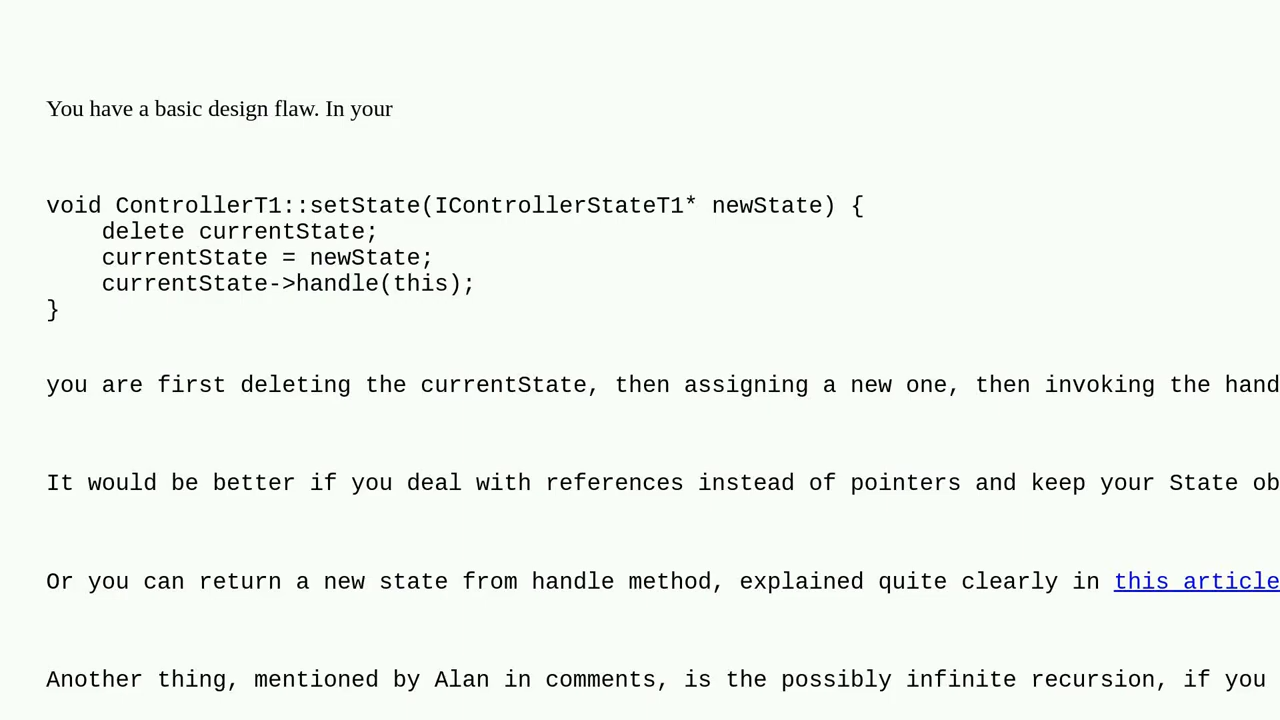 You have a basic design flaw. In your
void ControllerT1::setState(IControllerStateT1* newState) {
    delete currentState;
    currentState = newState;
    currentState->handle(this);
}
you are first deleting the currentState, then assigning a new one, then invoking the hand
It would be better if you deal with references instead of pointers and keep your State ob
Or you can return a new state from handle method, explained quite clearly in this article
Another thing, mentioned by Alan in comments, is the possibly infinite recursion, if you